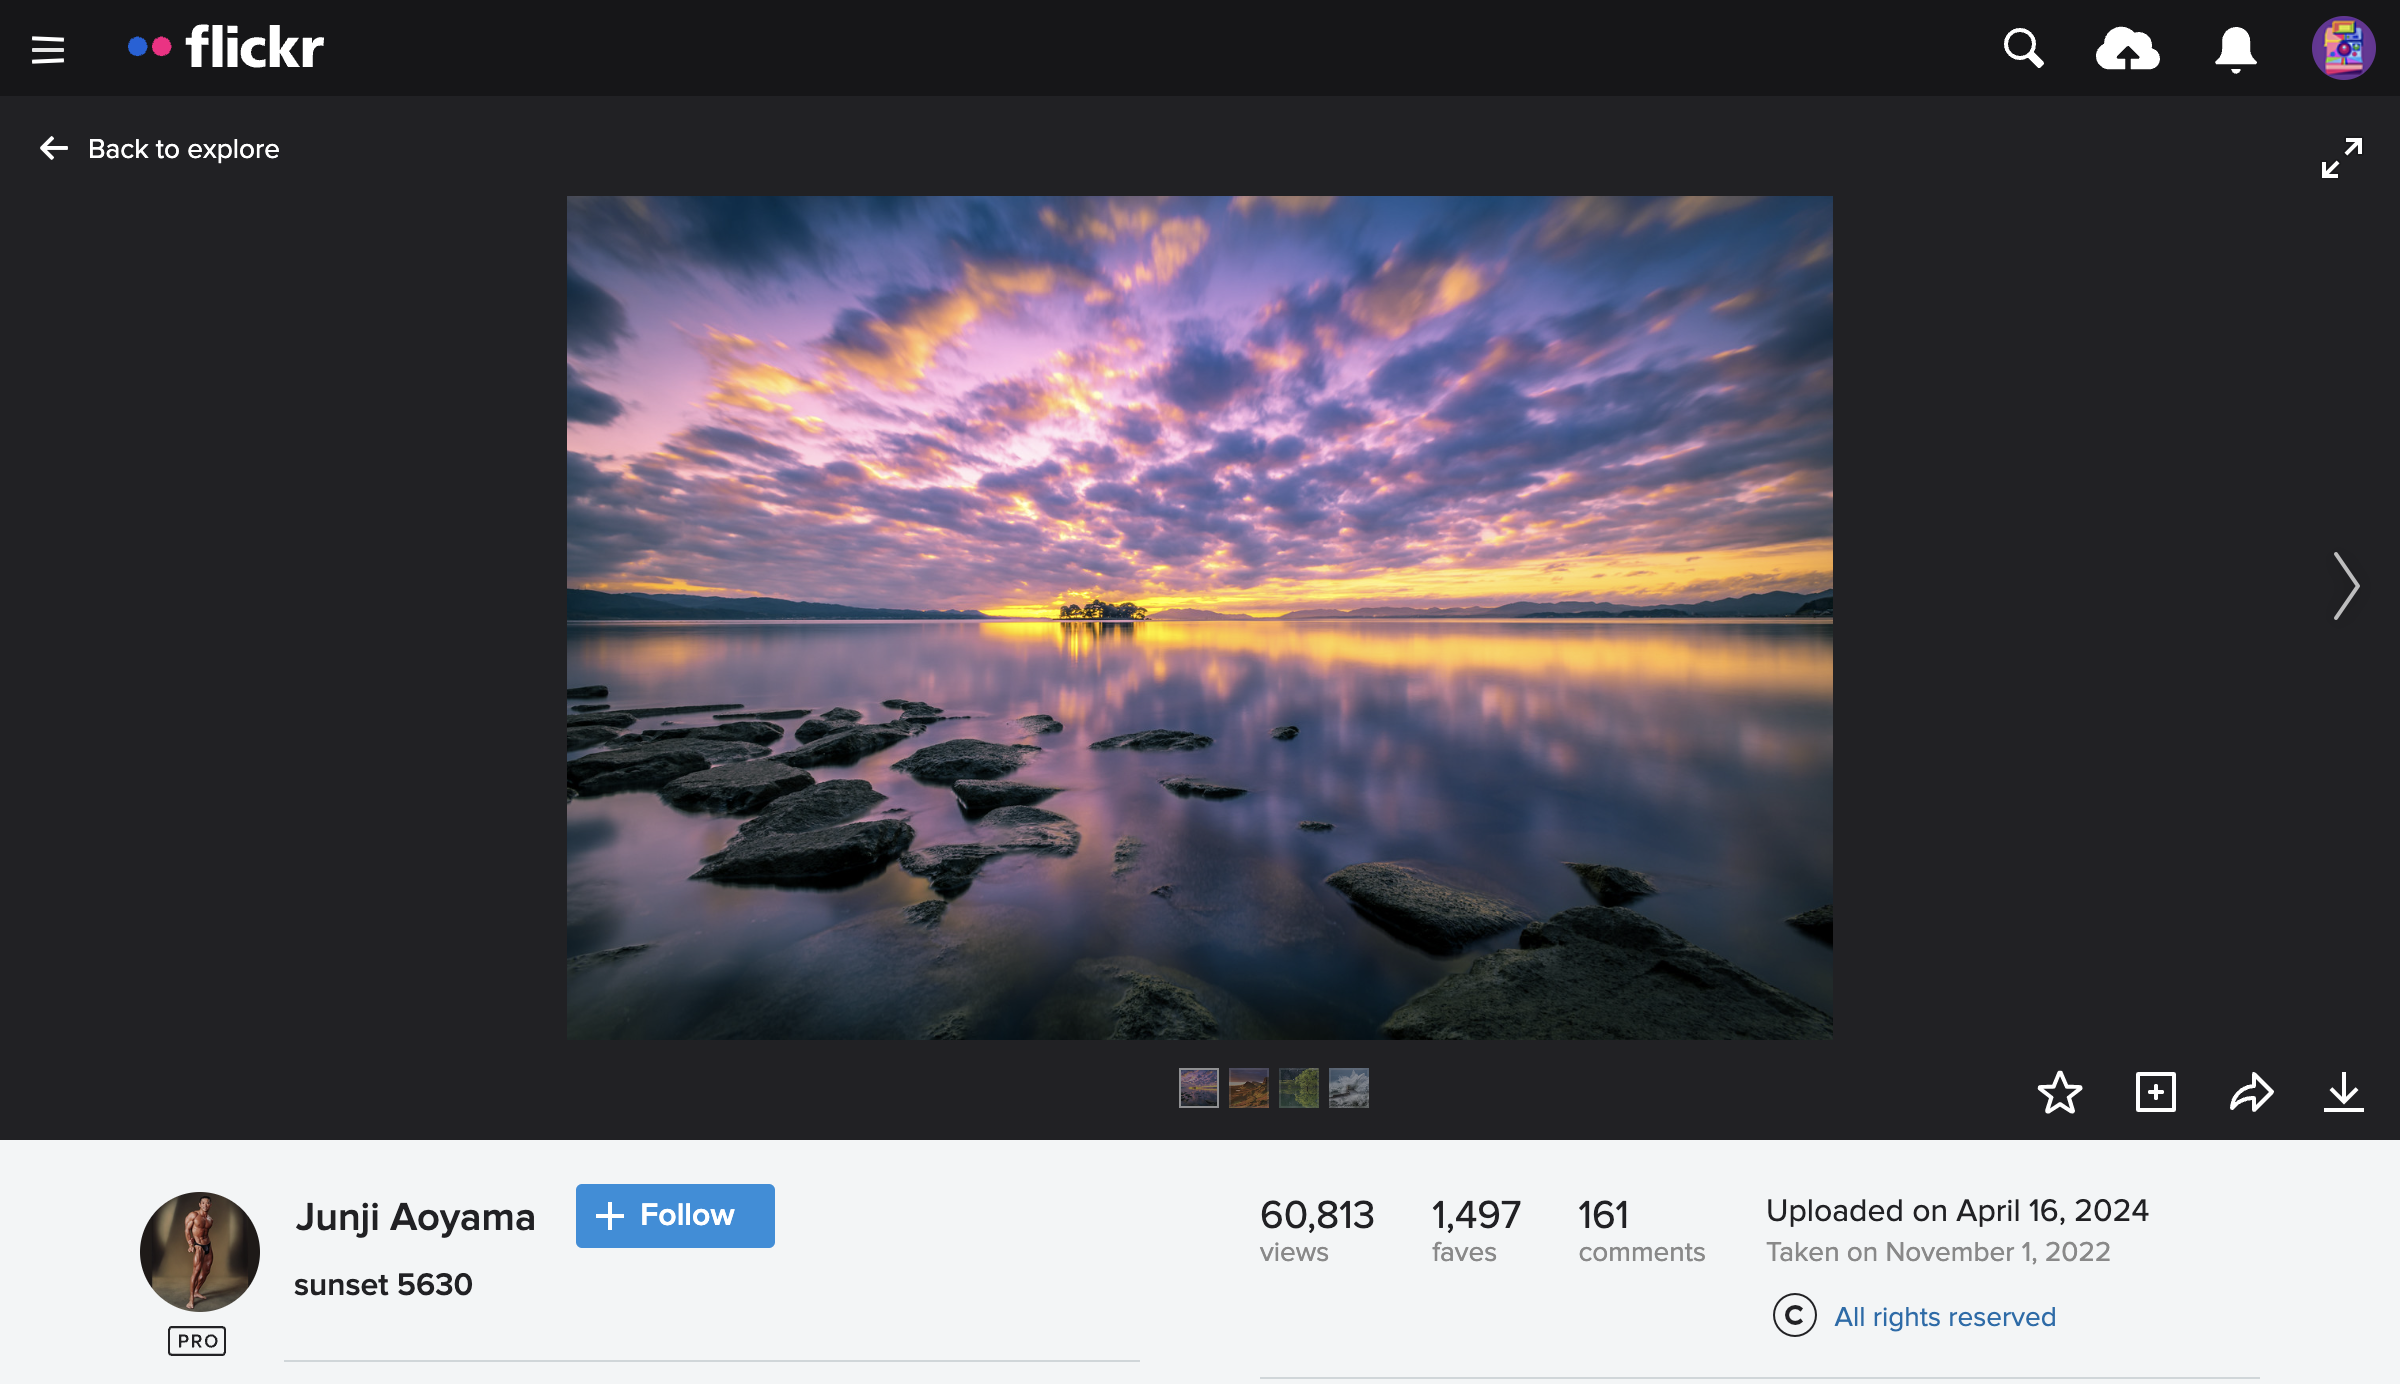 flickr
Back to explore
Junji Aoyama
+ Follow
sunset 5630
PRO
60,813
views
1,497
faves
161
comments
Uploaded on April 16, 2024
Taken on November 1, 2022
© All rights reserved